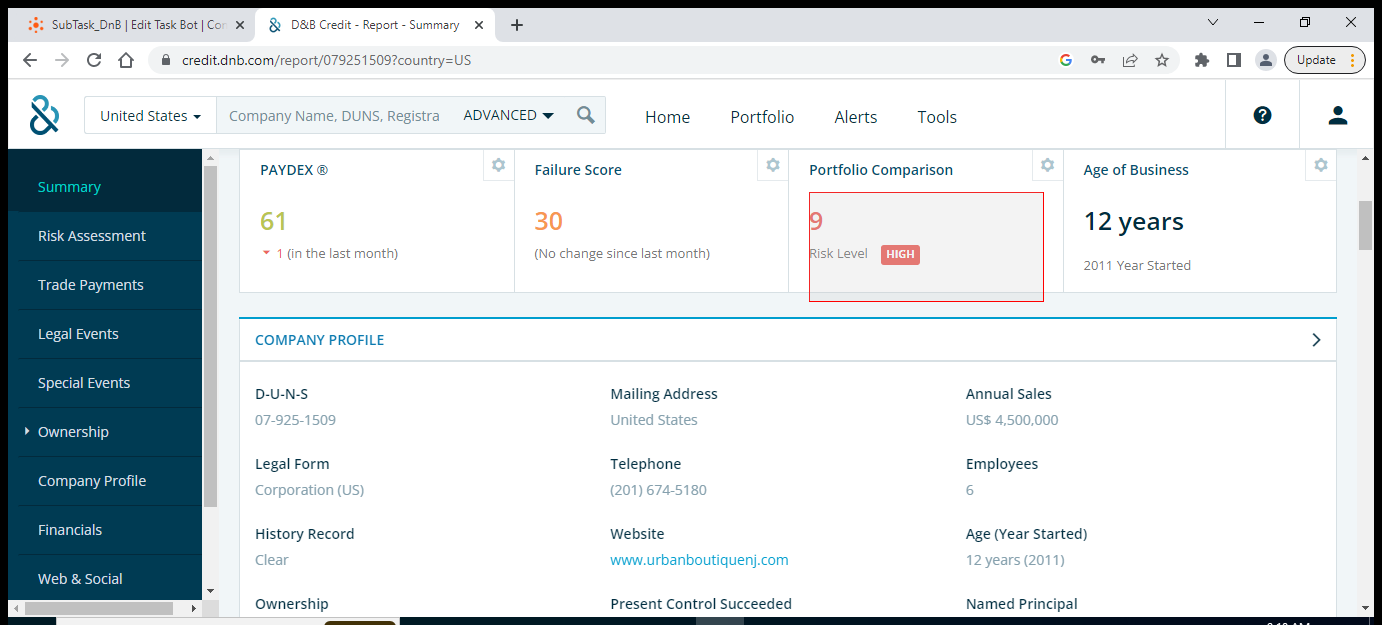 SubTask_DnB | Edit Task Bot | Co
D&B Credit - Report - Summary
credit.dnb.com/report/079251509?country=US
Update
United States
Company Name, DUNS, Registra
ADVANCED
Home
Portfolio
Alerts
Tools
Summary
Risk Assessment
Trade Payments
Legal Events
Special Events
Ownership
Company Profile
Financials
Web & Social
PAYDEX ®
61
1 (in the last month)
Failure Score
30
(No change since last month)
Portfolio Comparison
9
Risk Level HIGH
Age of Business
12 years
2011 Year Started
COMPANY PROFILE
D-U-N-S
07-925-1509
Mailing Address
United States
Annual Sales
US$ 4,500,000
Legal Form
Corporation (US)
Telephone
(201) 674-5180
Employees
6
History Record
Clear
Website
www.urbanboutiquenj.com
Age (Year Started)
12 years (2011)
Ownership
Present Control Succeeded
Named Principal